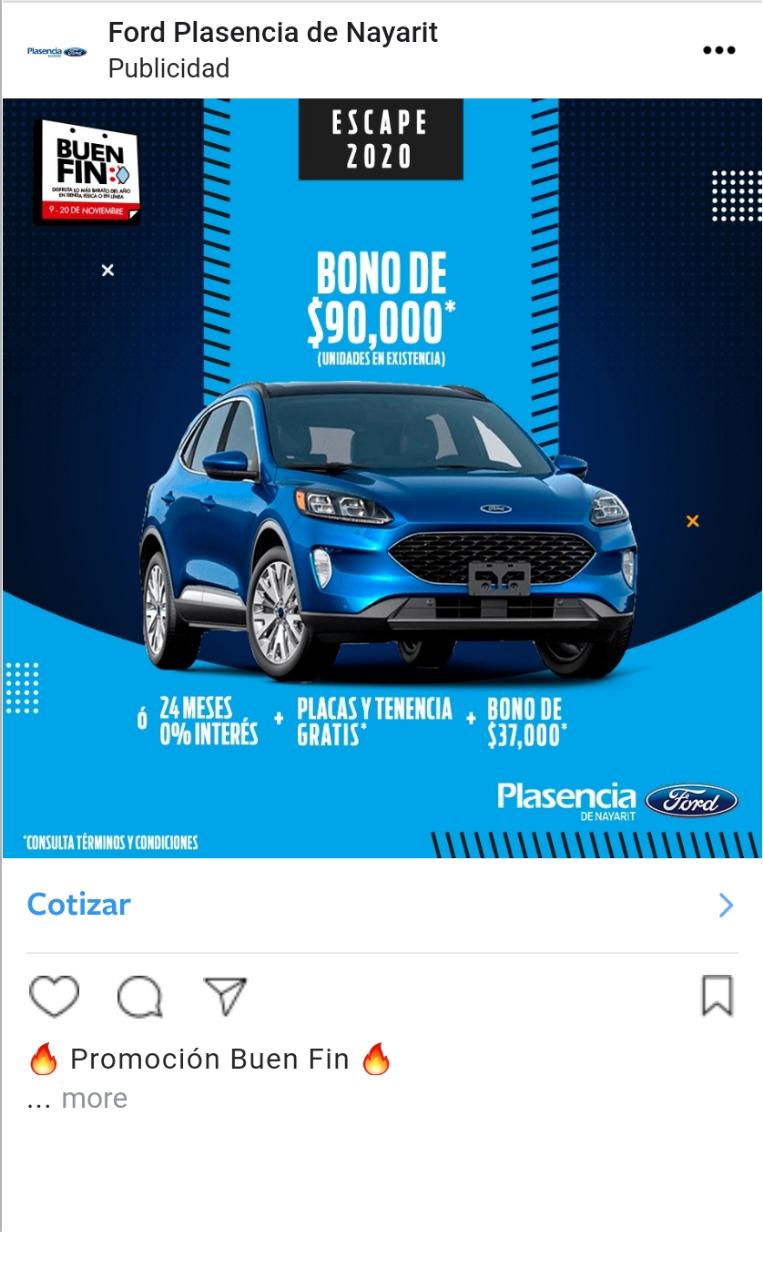 Plasencia Ford
Ford Plasencia de Nayarit
Publicidad
BUEN
FIN
DISFRUTA LO MÁS BARATO DEL AÑO
EN TIENDA FÍSICA O EN LÍNEA
9 - 20 DE NOVIEMBRE
ESCAPE
2020
BONO DE
$90,000*
(UNIDADES EN EXISTENCIA)
Ford
Ó 24 MESES
0% INTERÉS
+ PLACAS Y TENENCIA
GRATIS*
+ BONO DE
$37,000*
Plasencia
DE NAYARIT
Ford
*CONSULTA TÉRMINOS Y CONDICIONES
Cotizar
🔥 Promoción Buen Fin 🔥
... more